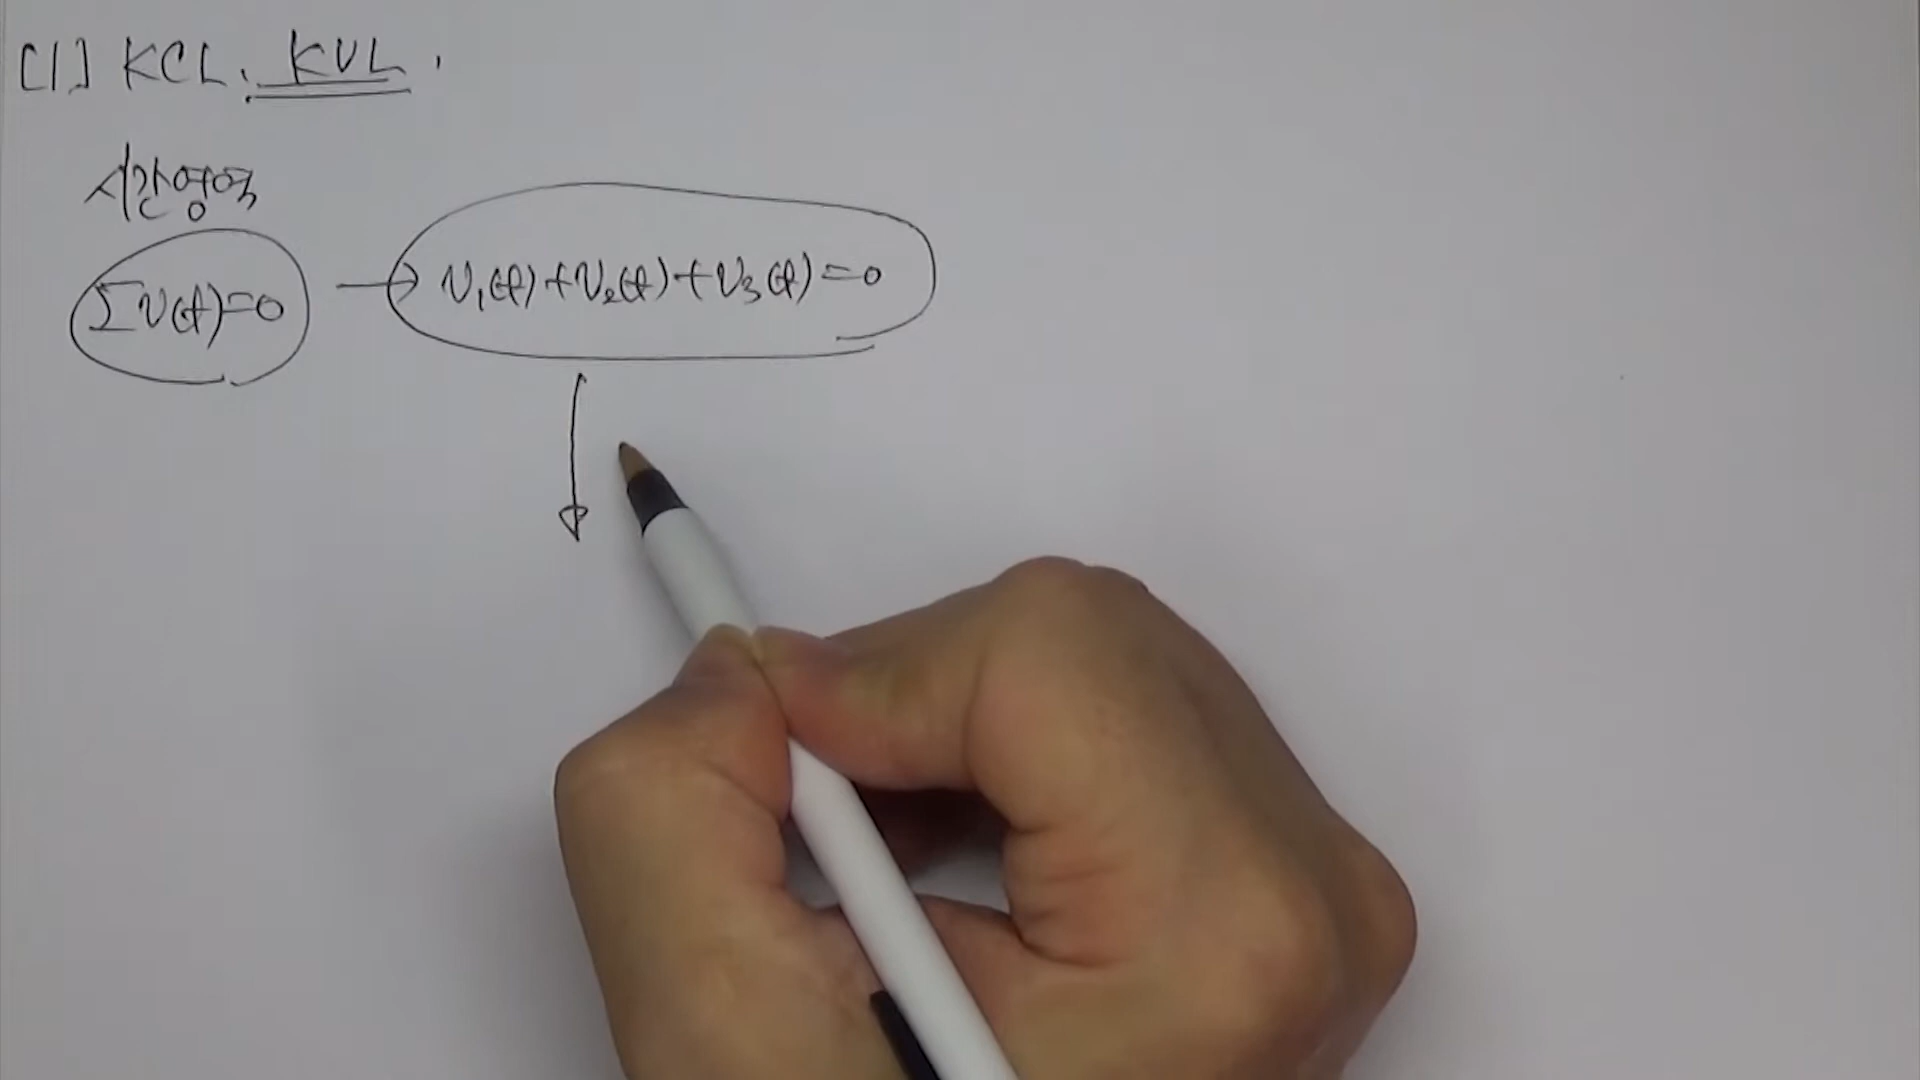 [1] KCL, KVL.
시간영역
Σv(t)=0 → v₁(t)+v₂(t)+v₃(t)=0